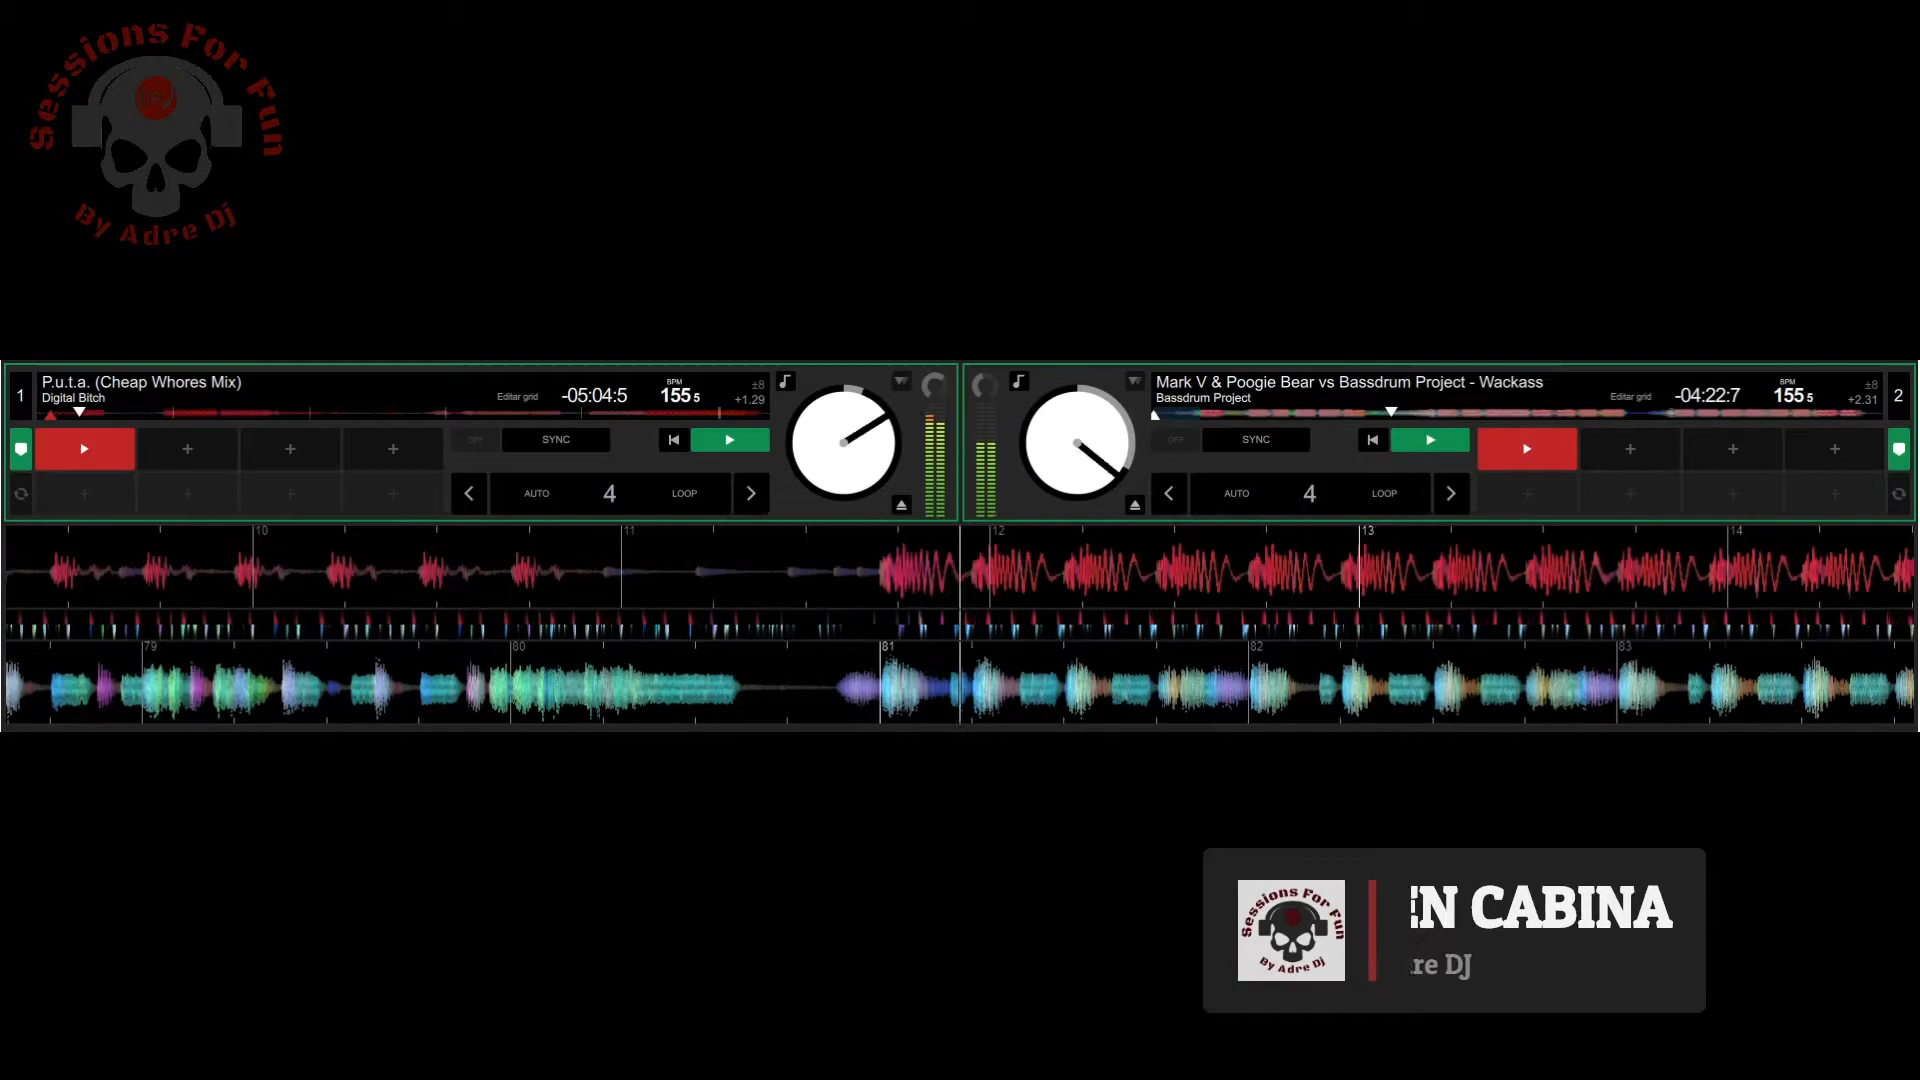 Sessions For Fun
By Adre Dj
1
P.u.t.a. (Cheap Whores Mix)
Digital Bitch
Editar grid
-05:04:5
BPM
155 5
±8
+1.29
OFF
SYNC
AUTO
4
LOOP
Mark V & Poogie Bear vs Bassdrum Project - Wackass
Bassdrum Project
Editar grid
-04:22:7
BPM
155 5
±8
+2.31
2
OFF
SYNC
AUTO
4
LOOP
10
11
12
13
14
79
80
81
82
83
Sessions For Fun
By Adre Dj
N CABINA
re DJ